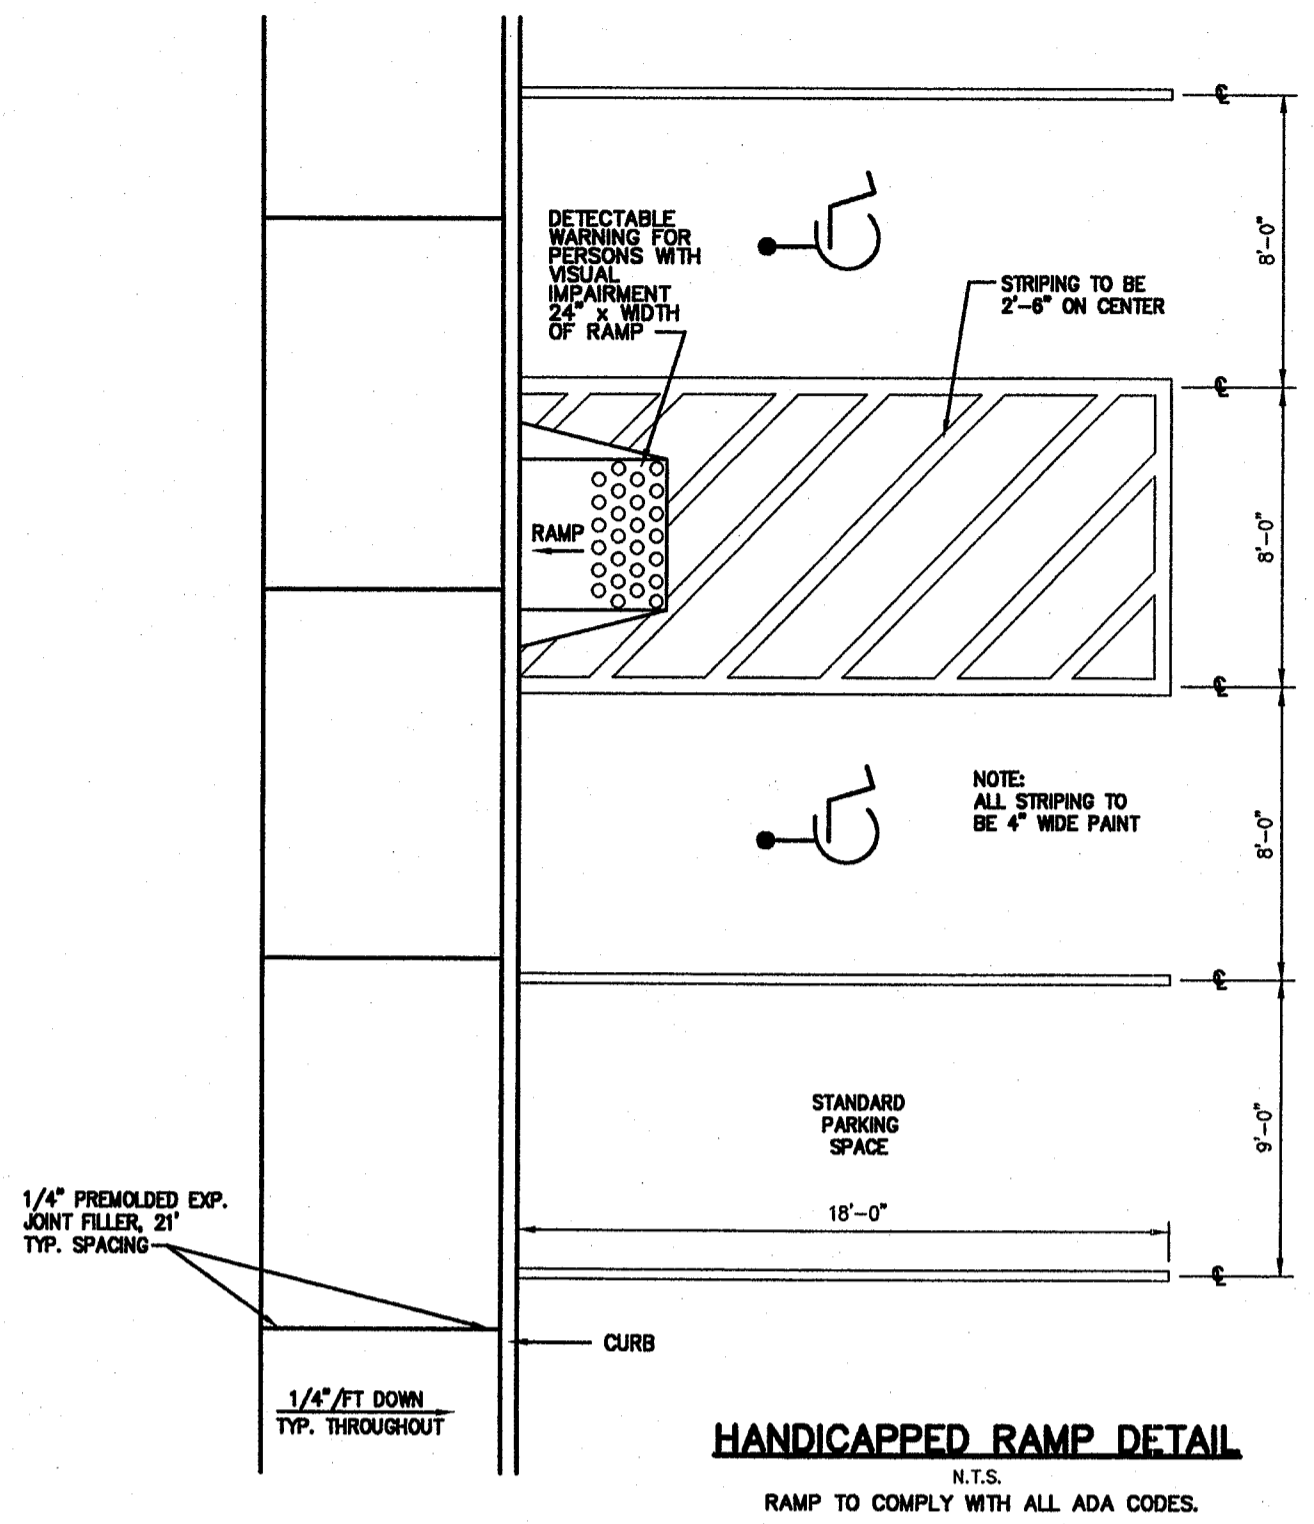 DETECTABLE
WARNING FOR
PERSONS WITH
VISUAL
IMPAIRMENT
24" x WIDTH
OF RAMP
STRIPING TO BE
2'-6" ON CENTER
8'-0"
RAMP
8'-0"
NOTE:
ALL STRIPING TO
BE 4" WIDE PAINT
8'-0"
STANDARD
PARKING
SPACE
9'-0"
18'-0"
1/4" PREMOLDED EXP.
JOINT FILLER, 21'
TYP. SPACING
CURB
1/4"/FT DOWN
TYP. THROUGHOUT
HANDICAPPED RAMP DETAIL
N.T.S.
RAMP TO COMPLY WITH ALL ADA CODES.